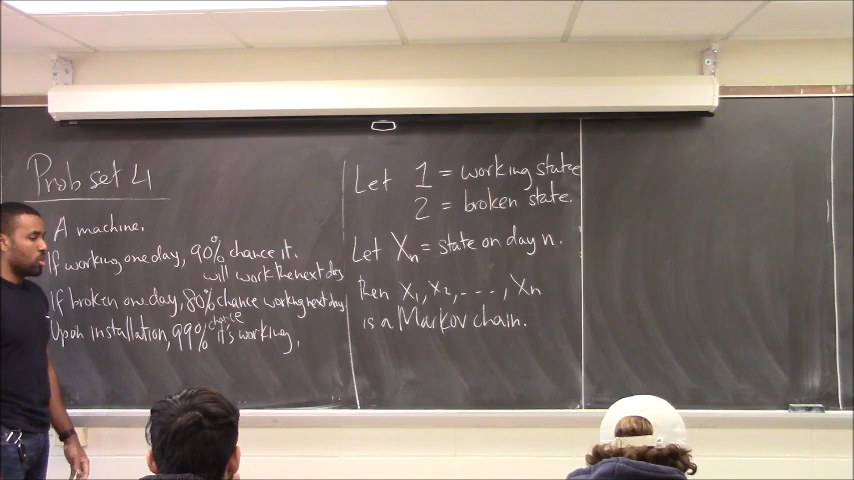 Prob set 4
A machine.
If working one day, 90% chance it.
will work the next day
If broken one day, 80% chance working next day
Upon installation, 99% chance it's working.
Let 1 = working state
2 = broken state.
Let Xn = state on day n.
Then X1, X2, ----, Xn
is a Markov chain.